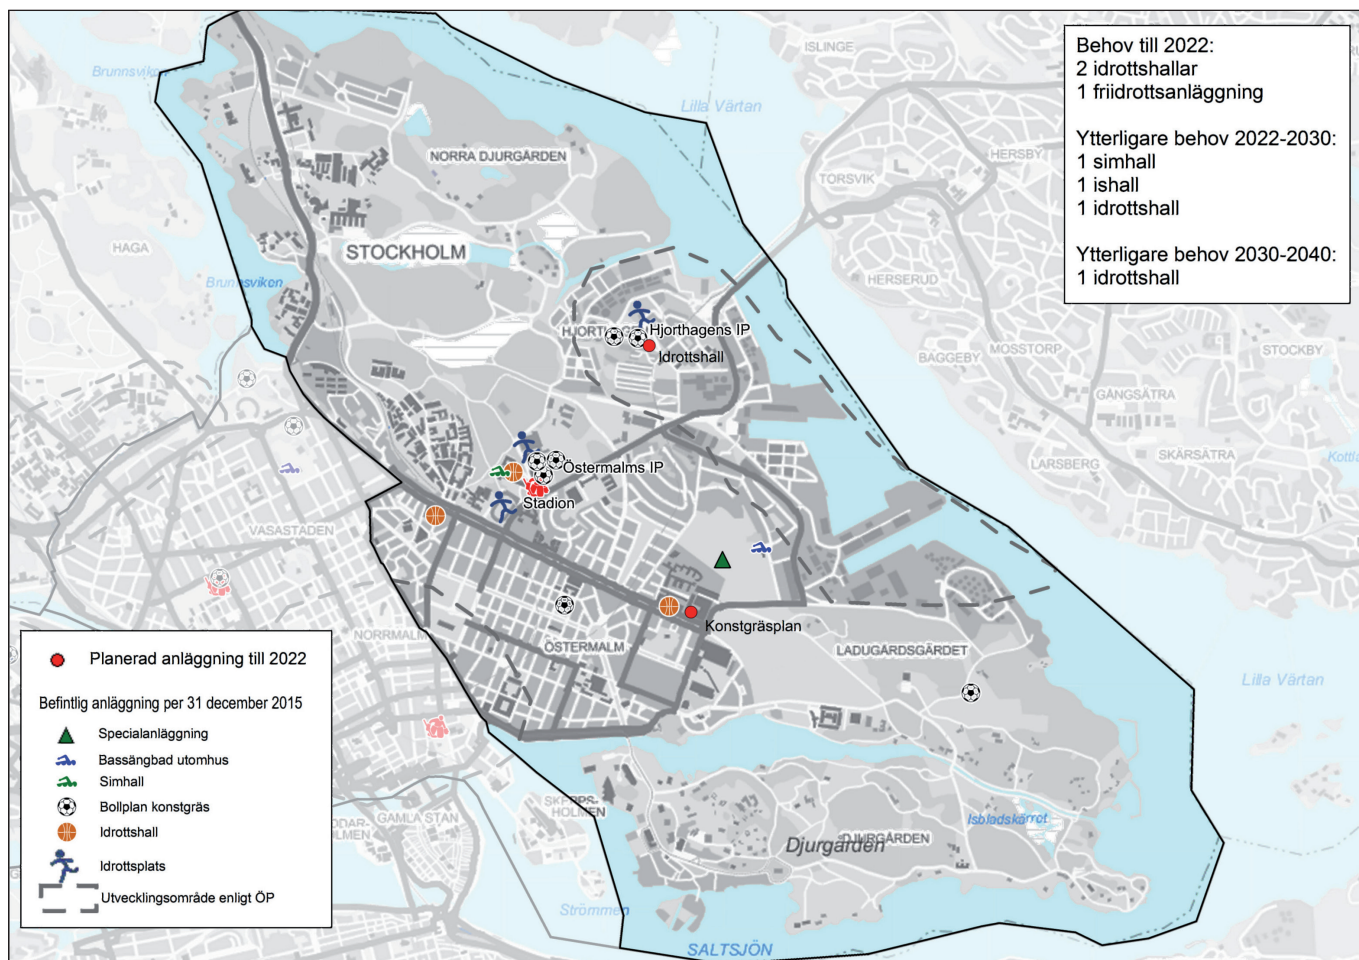 Behov till 2022:
2 idrottshallar
1 friidrottsanläggning
Ytterligare behov 2022-2030:
1 simhall
1 ishall
1 idrottshall
Ytterligare behov 2030-2040:
1 idrottshall
ISLINGE
Brunnsviken
Lilla Värtan
HERSBY
NORRA DJURGÅRDEN
TORSVIK
HAGA
STOCKHOLM
Brunnsviken
HERSERUD
HJORTHAGEN
Hjorthagens IP
Idrottshall
BAGGEBY
MOSSTORP
STOCKBY
GÅNGSÄTRA
Östermalms IP
LARSBERG
SKÄRSÄTRA
Stadion
VASASTADEN
Konstgräsplan
NORRMALM
ÖSTERMALM
LADUGÅRDSGÄRDET
Lilla Värtan
Planerad anläggning till 2022
Befintlig anläggning per 31 december 2015
Specialanläggning
Bassängbad utomhus
Simhall
Bollplan konstgräs
Idrottshall
Idrottsplats
Utvecklingsområde enligt ÖP
SKEPPS-
HOLMEN
GAMLA STAN
HOLMEN
Isbladskärret
Djurgården
DJURGÅRDEN
Strömmen
SALTSJÖN